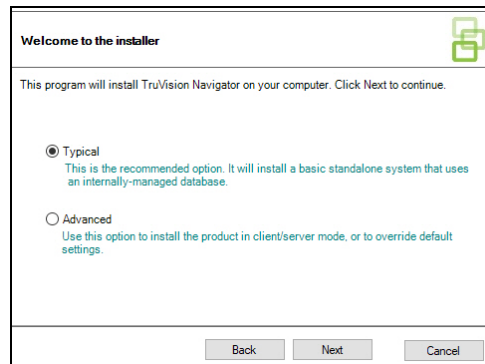 Welcome to the installer
This program will install TruVision Navigator on your computer. Click Next to continue.
Typical
This is the recommended option. It will install a basic standalone system that uses
an internally-managed database.
Advanced
Use this option to install the product in client/server mode, or to override default
settings.
Back Next Cancel